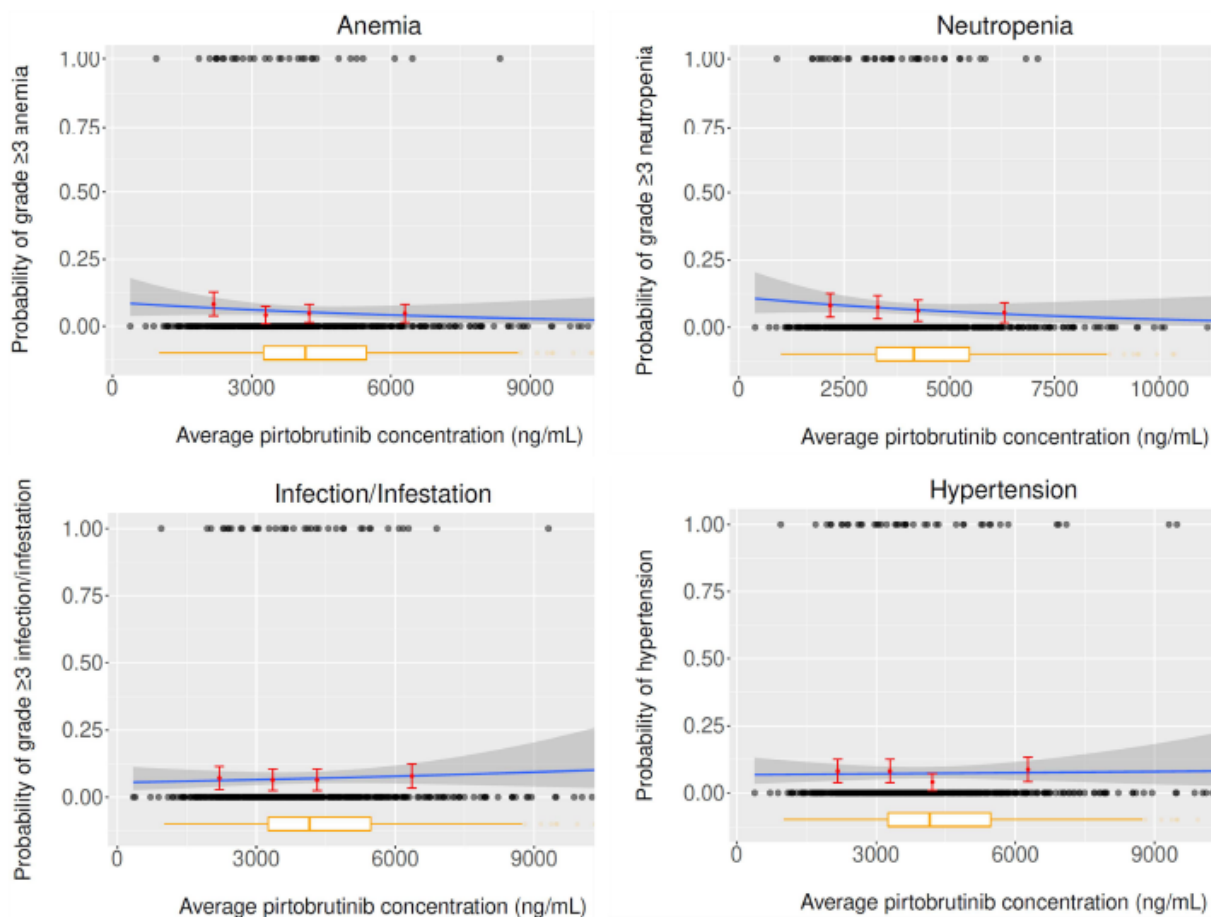 Anemia
Probability of grade ≥3 anemia
1.00
0.75
0.50
0.25
0.00
0 3000 6000 9000
Average pirtobrutinib concentration (ng/mL)
Neutropenia
Probability of grade ≥3 neutropenia
1.00
0.75
0.50
0.25
0.00
0 2500 5000 7500 10000
Average pirtobrutinib concentration (ng/mL)
Infection/Infestation
Probability of grade ≥3 infection/infestation
1.00
0.75
0.50
0.25
0.00
0 3000 6000 9000
Average pirtobrutinib concentration (ng/mL)
Hypertension
Probability of hypertension
1.00
0.75
0.50
0.25
0.00
0 3000 6000 9000
Average pirtobrutinib concentration (ng/mL)